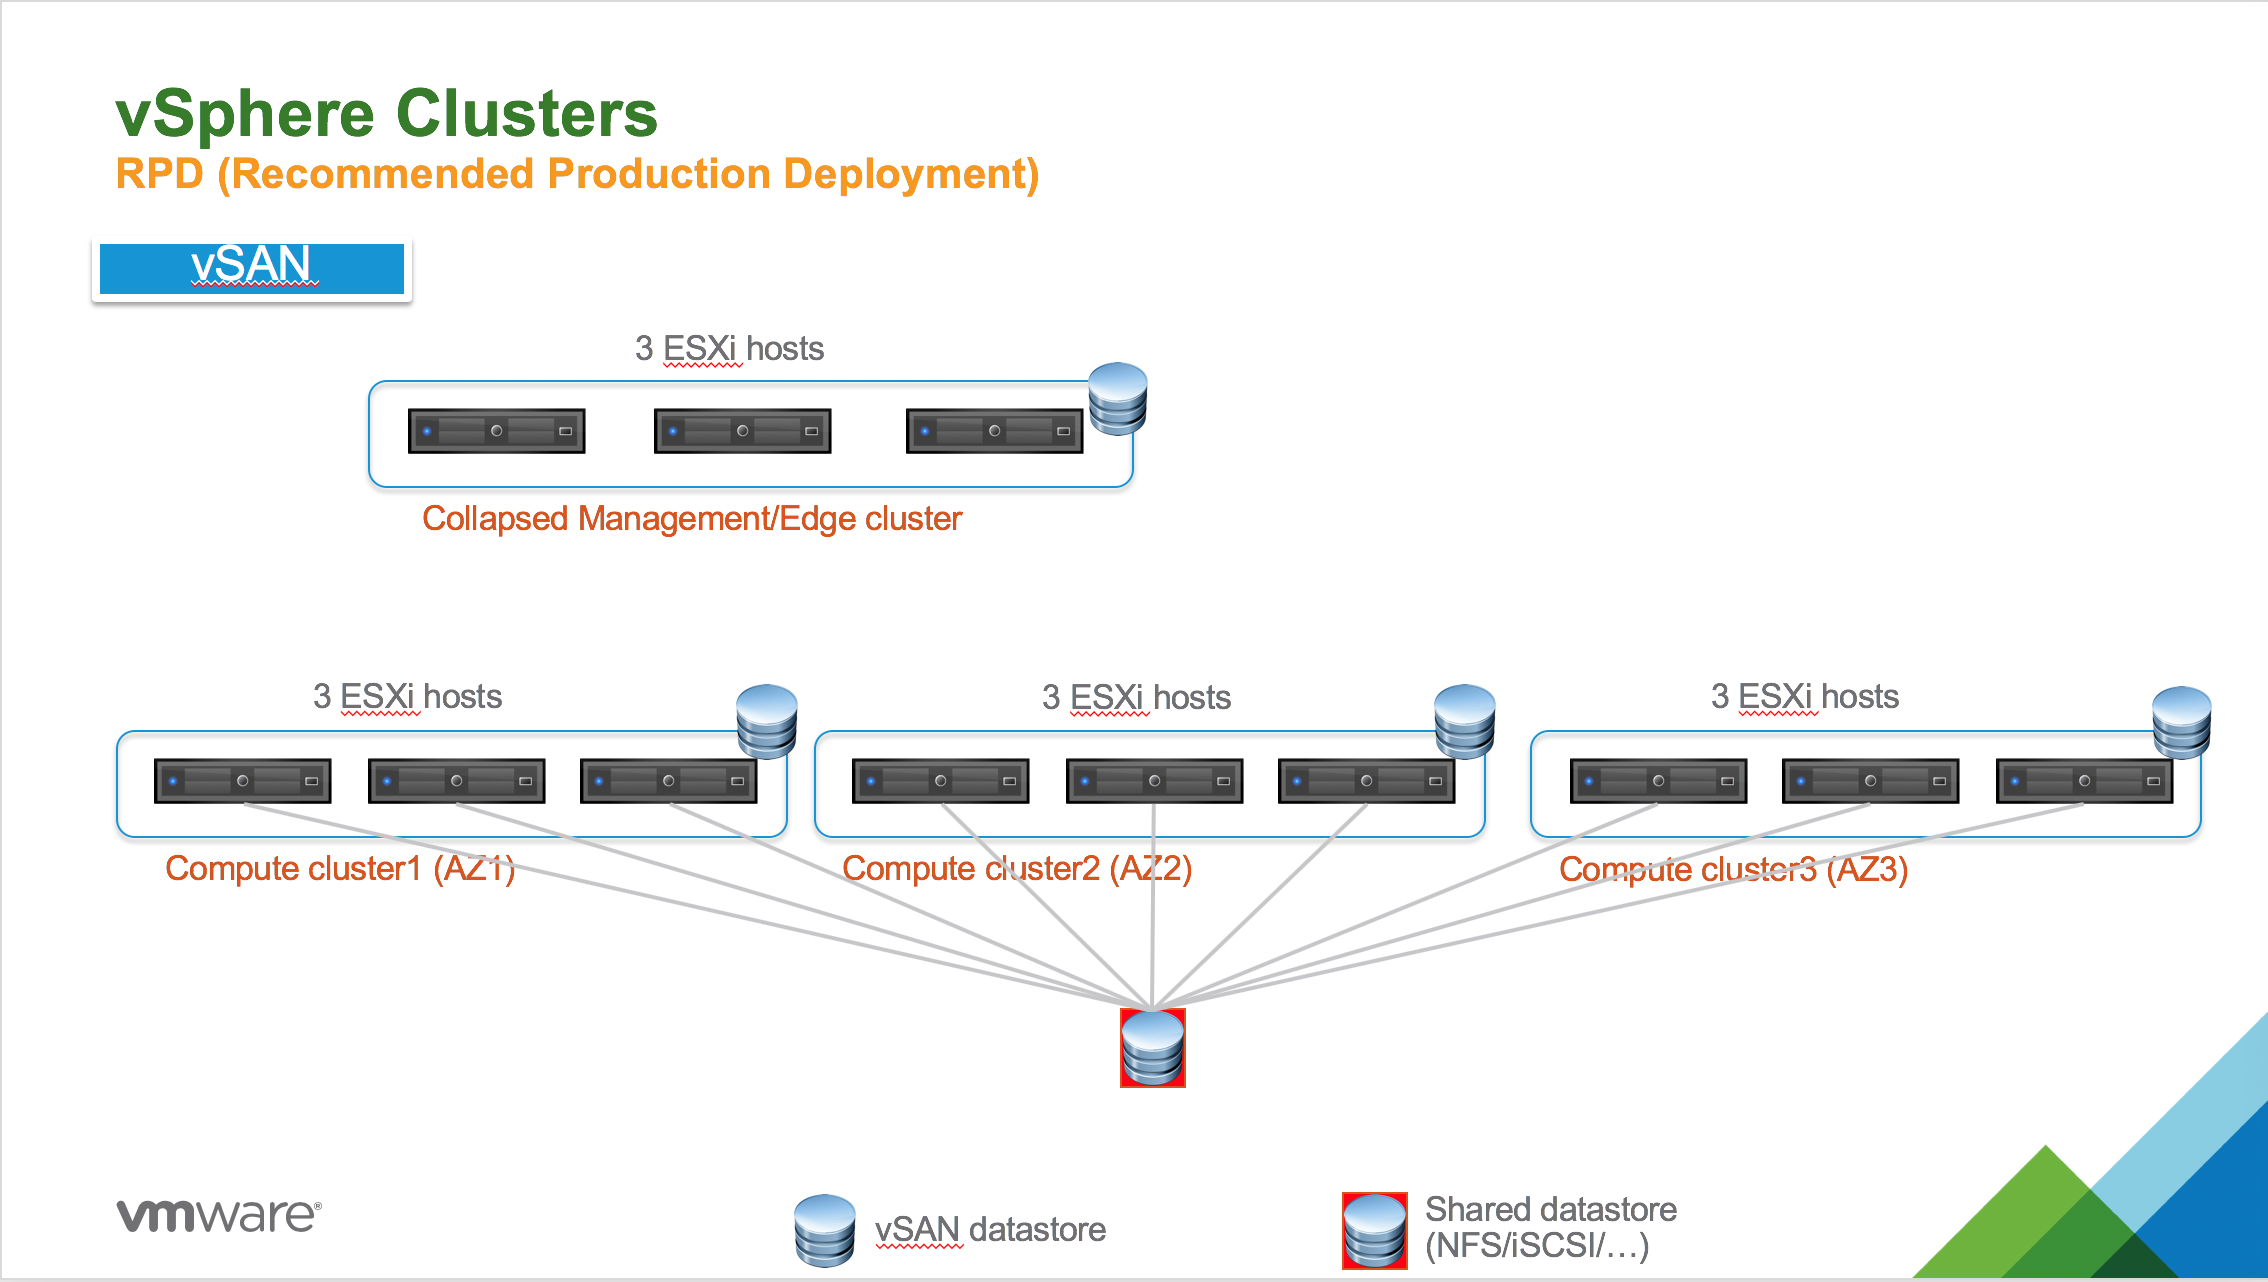 vSphere Clusters
RPD (Recommended Production Deployment)
vSAN
3 ESXi hosts
Collapsed Management/Edge cluster
3 ESXi hosts
3 ESXi hosts
3 ESXi hosts
Compute cluster1 (AZ1)
Compute cluster2 (AZ2)
Compute cluster3 (AZ3)
vmware®
vSAN datastore
Shared datastore
(NFS/iSCSI/…)